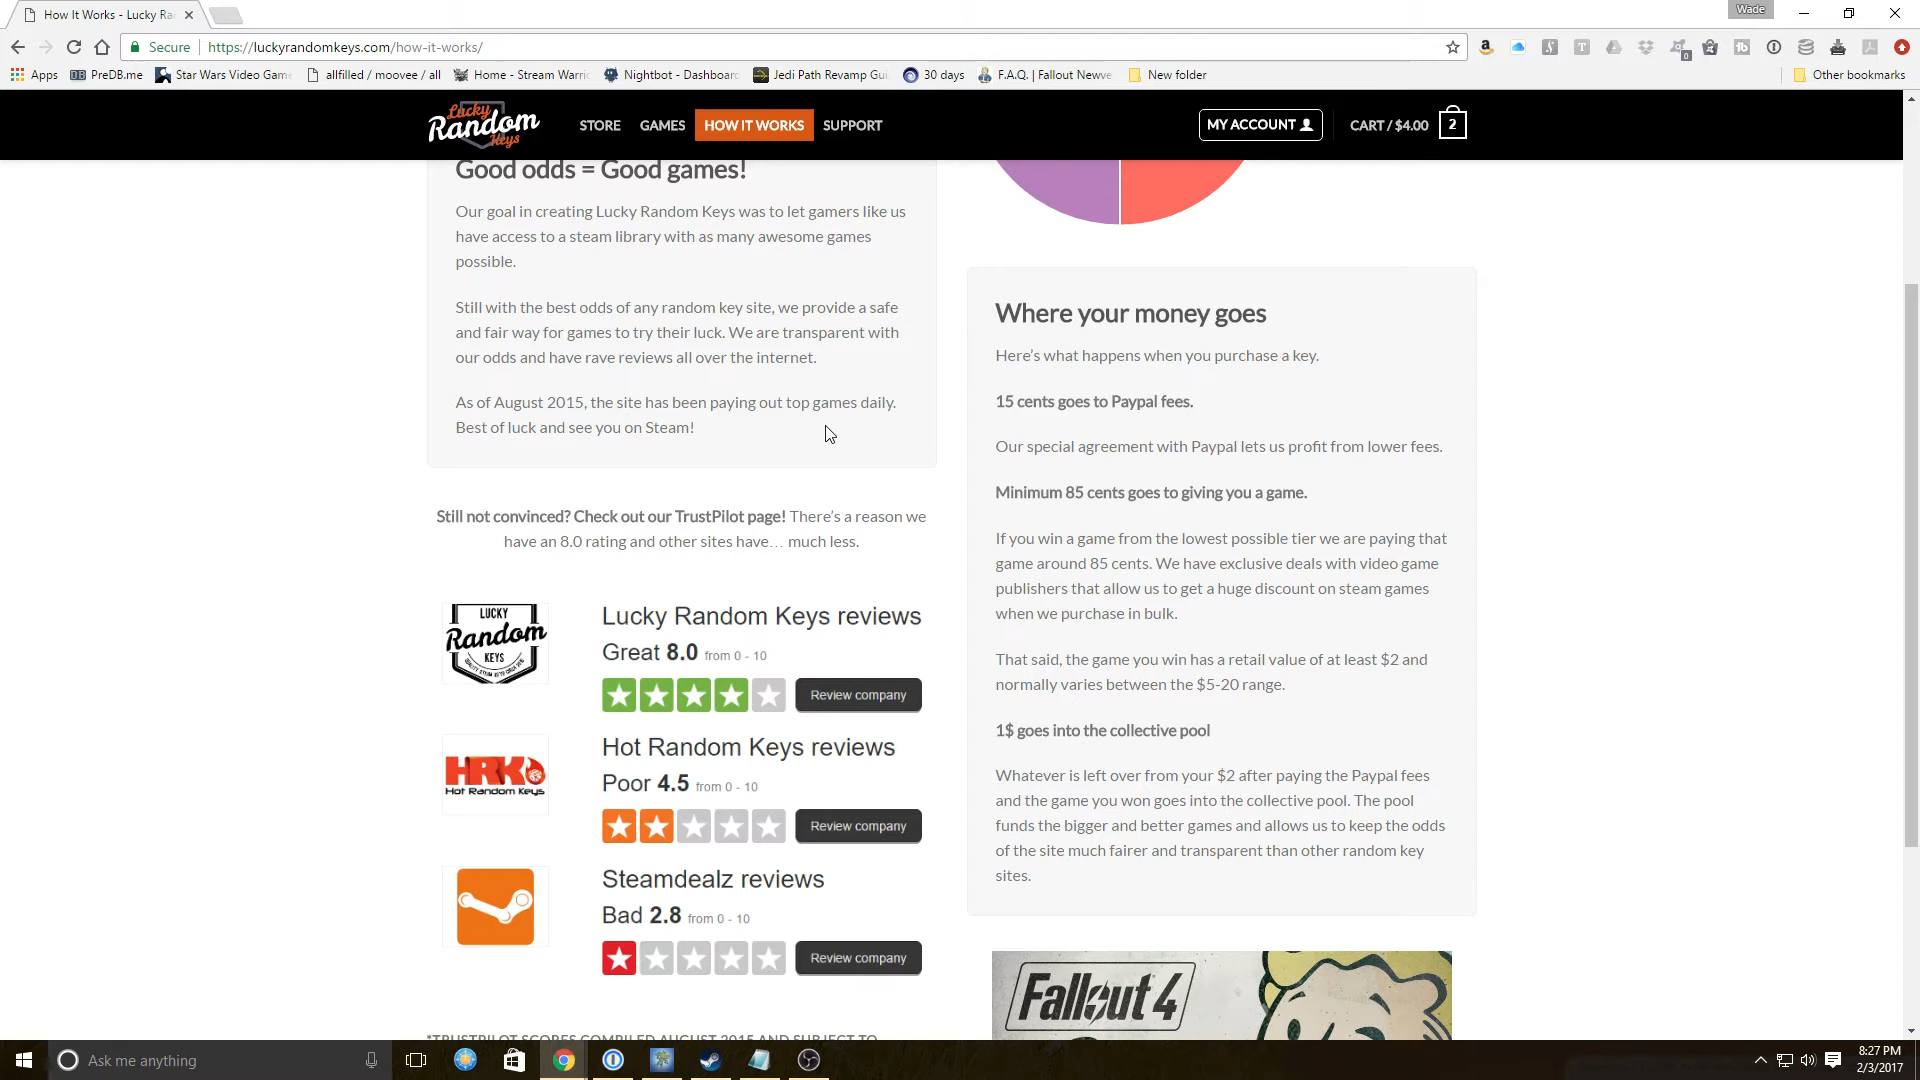 How It Works - Lucky Ra
Wade
Secure
https://luckyrandomkeys.com/how-it-works/
Apps
PreDB.me
Star Wars Video Game
allfilled / moovee / all
Home - Stream Warri
Nightbot - Dashboard
Jedi Path Revamp Gui
30 days
F.A.Q. | Fallout Newve
New folder
Other bookmarks
Lucky
Random
Keys
STORE
GAMES
HOW IT WORKS
SUPPORT
MY ACCOUNT
CART / $4.00
2
Good odds = Good games!
Our goal in creating Lucky Random Keys was to let gamers like us
have access to a steam library with as many awesome games
possible.
Still with the best odds of any random key site, we provide a safe
and fair way for games to try their luck. We are transparent with
our odds and have rave reviews all over the internet.
As of August 2015, the site has been paying out top games daily.
Best of luck and see you on Steam!
Still not convinced? Check out our TrustPilot page! There's a reason we
have an 8.0 rating and other sites have… much less.
LUCKY
Random
KEYS
Lucky Random Keys reviews
Great 8.0 from 0 - 10
Review company
HRK
Hot Random Keys
Hot Random Keys reviews
Poor 4.5 from 0 - 10
Review company
Steamdealz reviews
Bad 2.8 from 0 - 10
Review company
*TRUSTPILOT SCORES COMPILED AUGUST 2015 AND SUBJECT TO
Where your money goes
Here's what happens when you purchase a key.
15 cents goes to Paypal fees.
Our special agreement with Paypal lets us profit from lower fees.
Minimum 85 cents goes to giving you a game.
If you win a game from the lowest possible tier we are paying that
game around 85 cents. We have exclusive deals with video game
publishers that allow us to get a huge discount on steam games
when we purchase in bulk.
That said, the game you win has a retail value of at least $2 and
normally varies between the $5-20 range.
1$ goes into the collective pool
Whatever is left over from your $2 after paying the Paypal fees
and the game you won goes into the collective pool. The pool
funds the bigger and better games and allows us to keep the odds
of the site much fairer and transparent than other random key
sites.
Fallout 4
Ask me anything
8:27 PM
2/3/2017